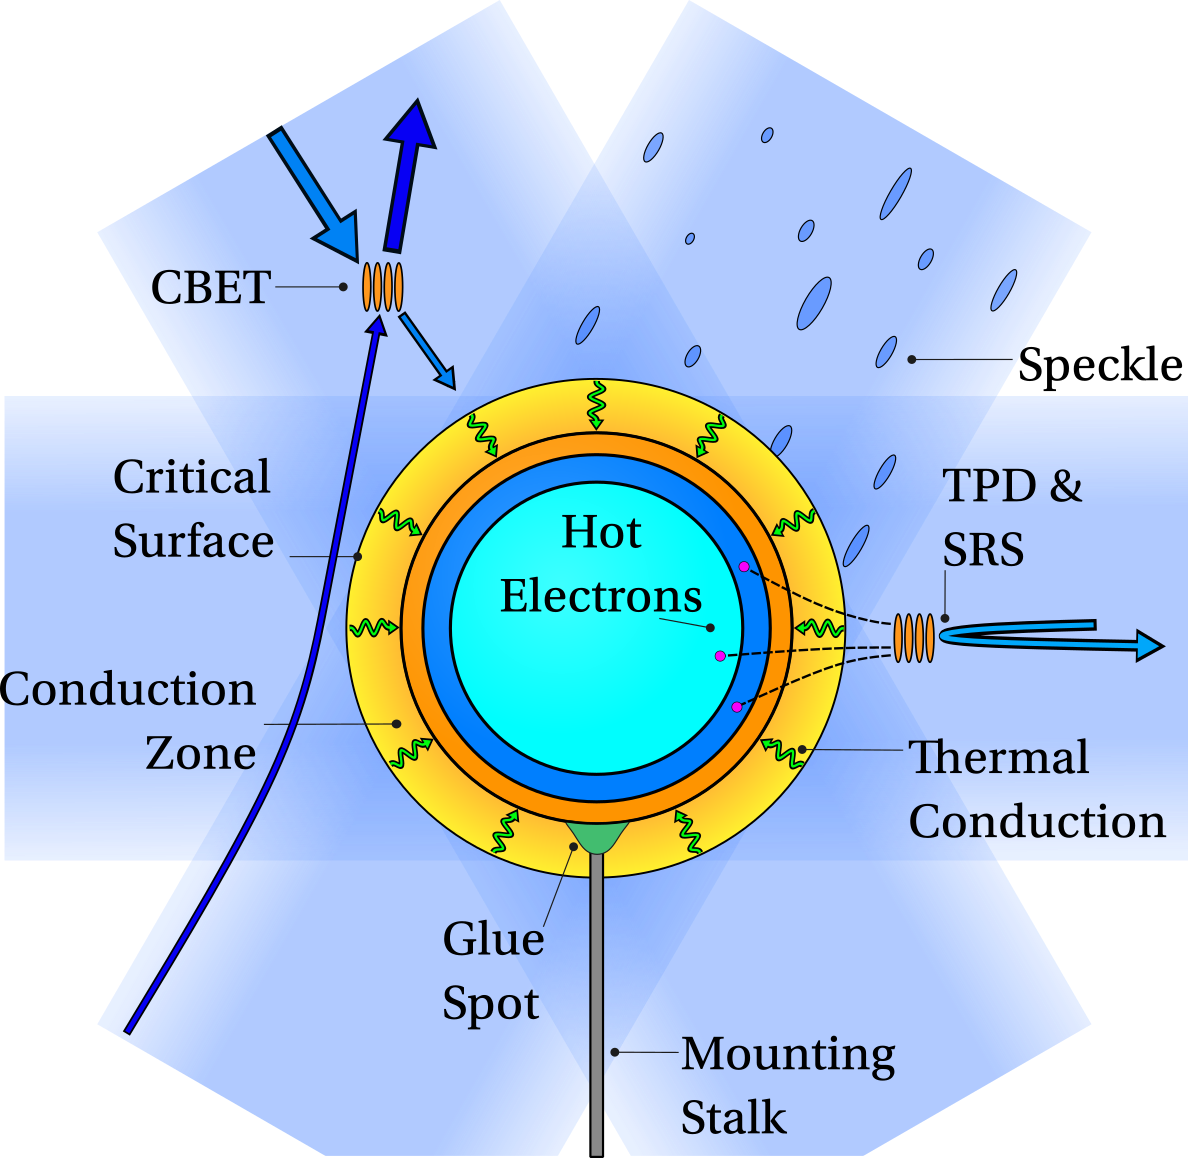 CBET
Speckle
Critical
Surface
Hot
Electrons
TPD &
SRS
Conduction
Zone
Thermal
Conduction
Glue
Spot
Mounting
Stalk